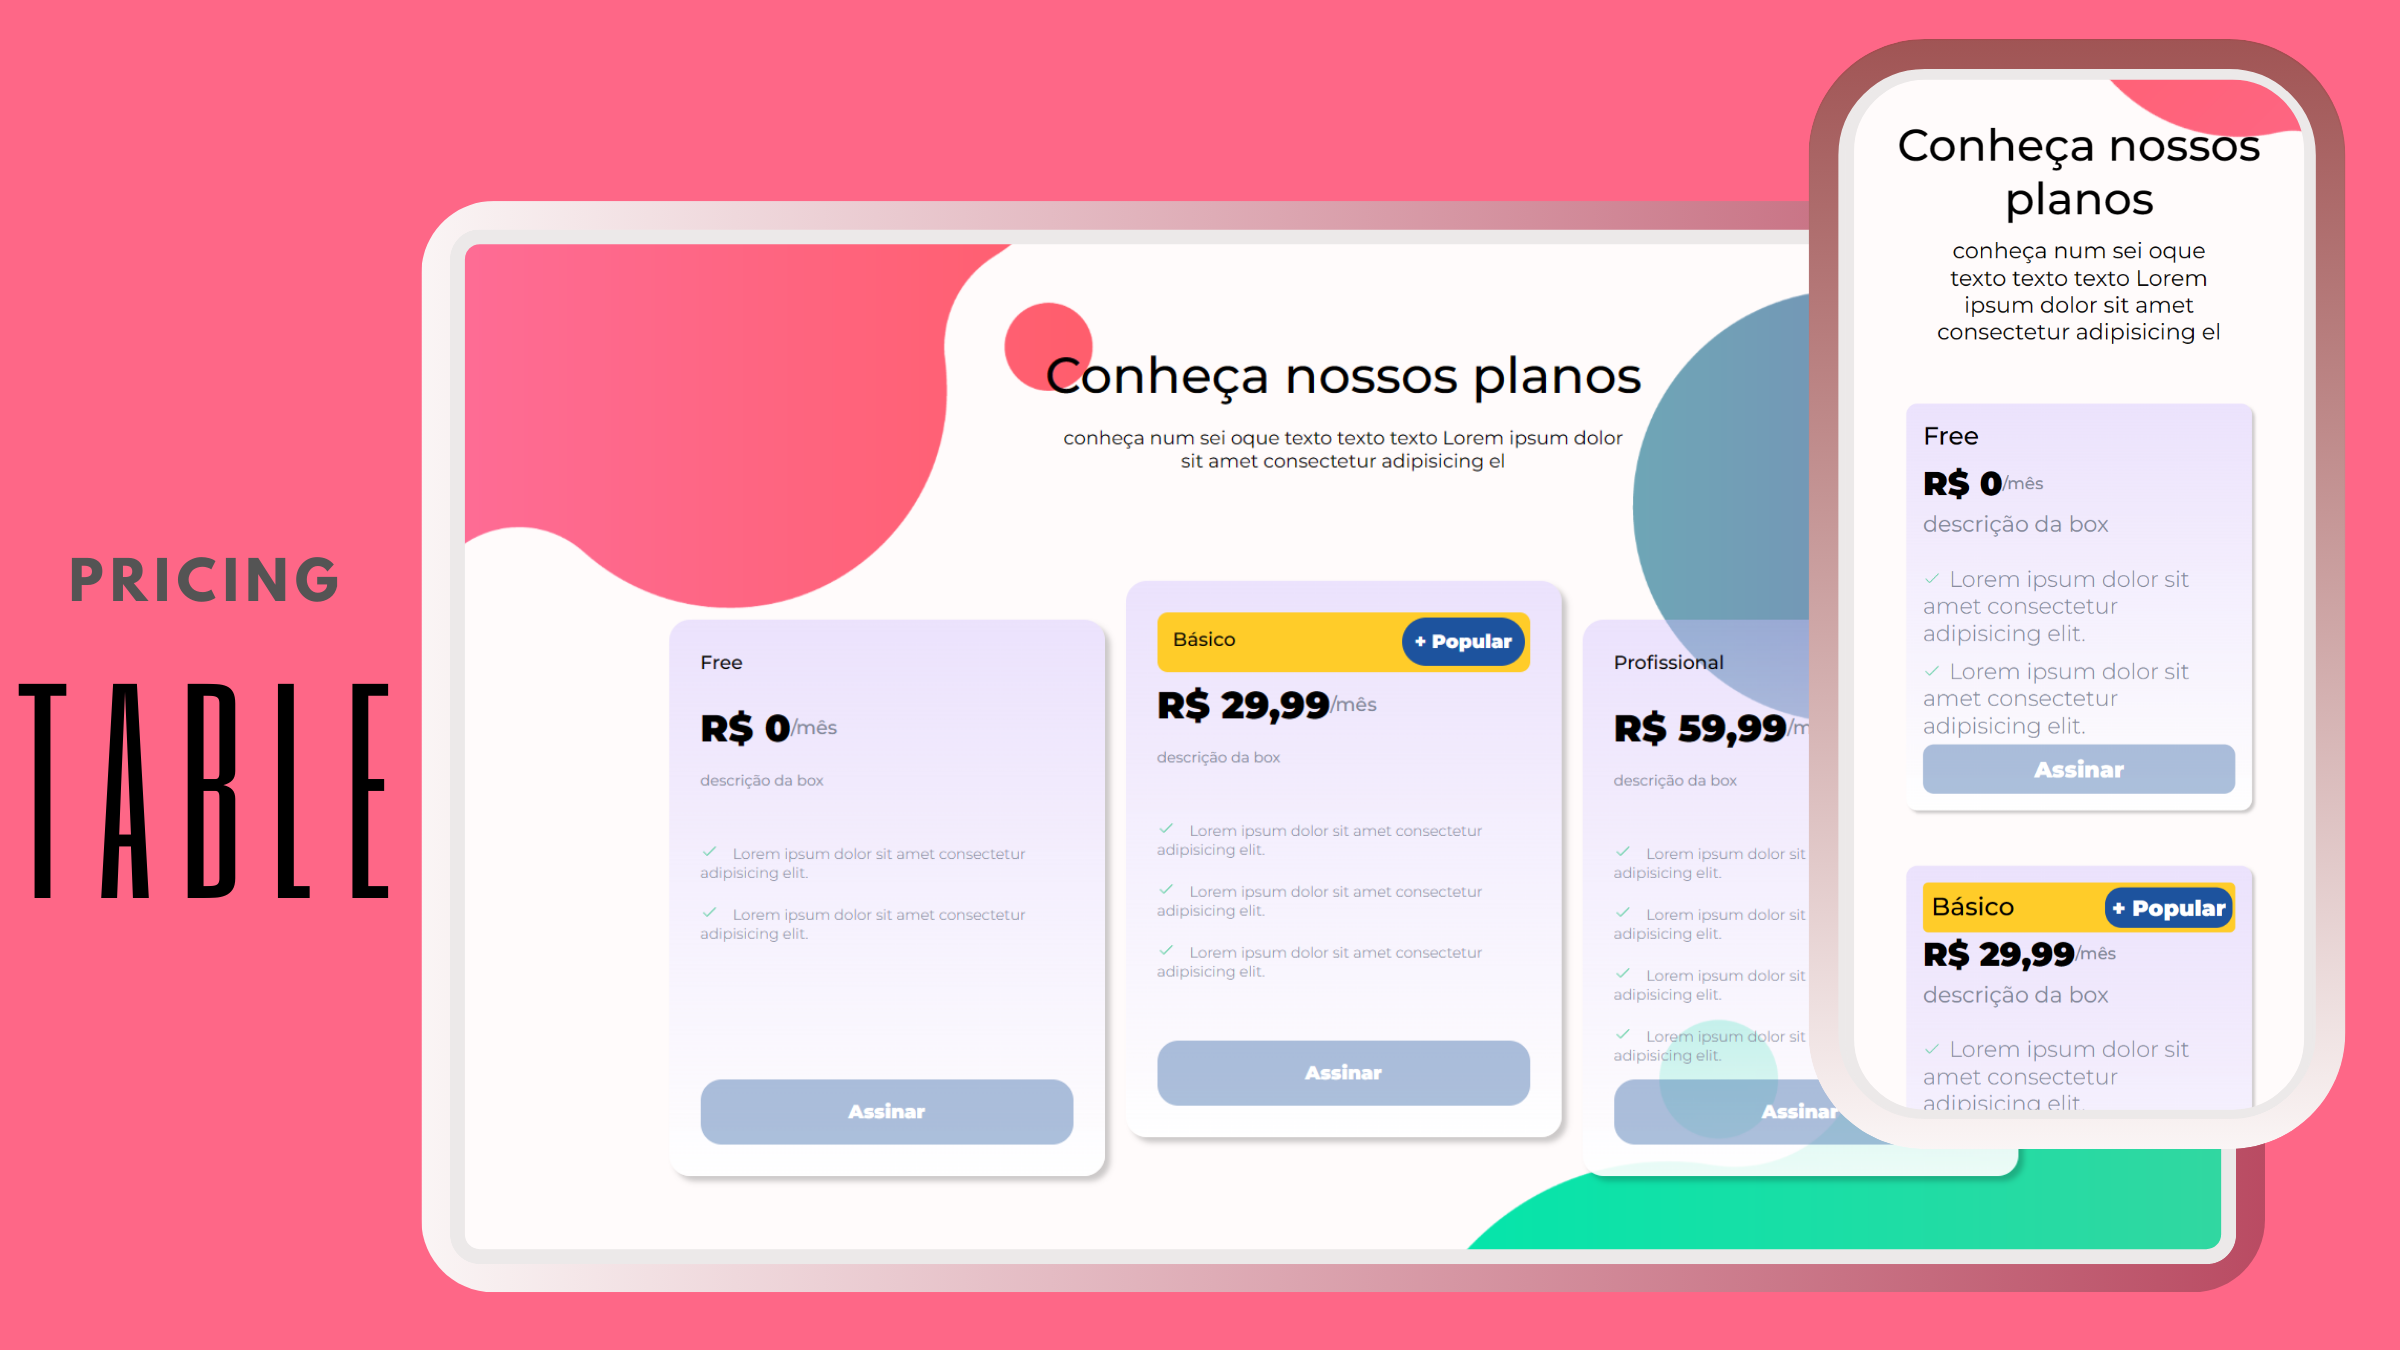 PRICING
TABLE
Conheça nossos planos
conheça num sei oque texto texto texto Lorem ipsum dolor
sit amet consectetur adipisicing el
Free
R$ 0/mês
descrição da box
Lorem ipsum dolor sit amet consectetur
adipisicing elit.
Lorem ipsum dolor sit amet consectetur
adipisicing elit.
Assinar
Básico
+ Popular
R$ 29,99/mês
descrição da box
Lorem ipsum dolor sit amet consectetur
adipisicing elit.
Lorem ipsum dolor sit amet consectetur
adipisicing elit.
Lorem ipsum dolor sit amet consectetur
adipisicing elit.
Assinar
Profissional
R$ 59,99/m
descrição da box
Lorem ipsum dolor sit
adipisicing elit.
Lorem ipsum dolor sit
adipisicing elit.
Lorem ipsum dolor sit
adipisicing elit.
Lorem ipsum dolor sit
adipisicing elit.
Assinar
Conheça nossos
planos
conheça num sei oque
texto texto texto Lorem
ipsum dolor sit amet
consectetur adipisicing el
Free
R$ 0/mês
descrição da box
Lorem ipsum dolor sit
amet consectetur
adipisicing elit.
Lorem ipsum dolor sit
amet consectetur
adipisicing elit.
Assinar
Básico
+ Popular
R$ 29,99/mês
descrição da box
Lorem ipsum dolor sit
amet consectetur
adipisicing elit.